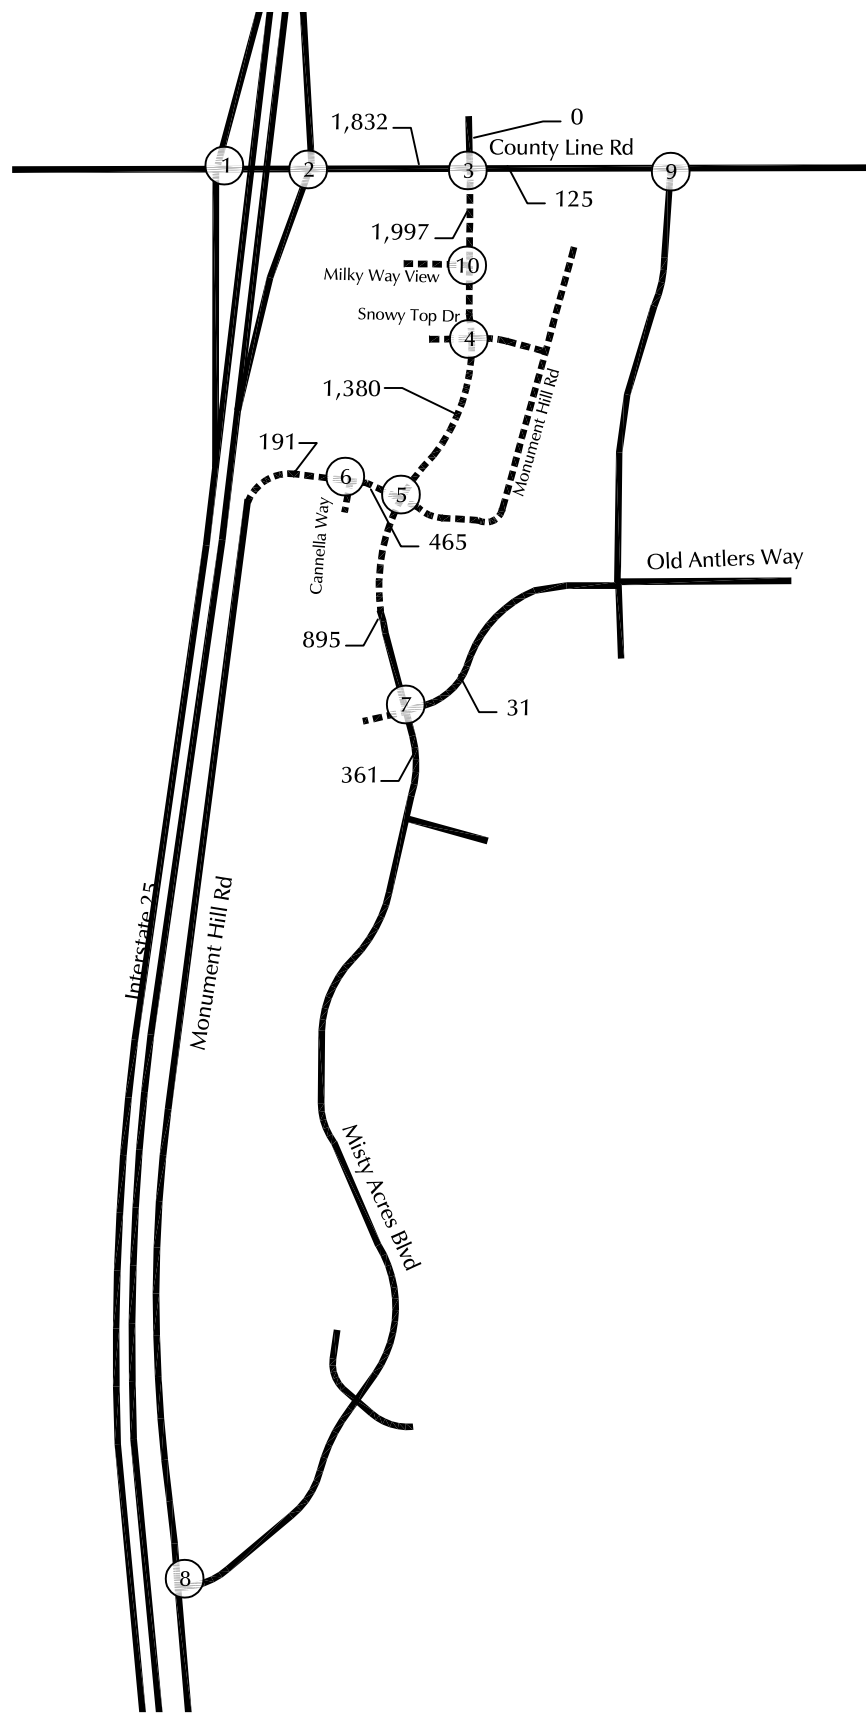 0
1,832
County Line Rd
1
2
3
9
125
1,997
10
Milky Way View
Snowy Top Dr
4
1,380
Monument Hill Rd
191
6
5
Cannella Way
465
Old Antlers Way
895
7
31
361
Interstate 25
Monument Hill Rd
Misty Acres Blvd
8